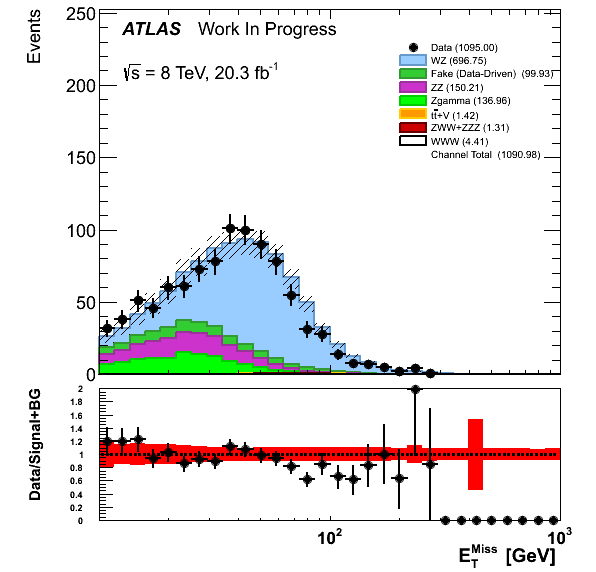 Events
250
200
150
100
50
0
ATLAS Work In Progress
√s = 8 TeV, 20.3 fb⁻¹
Data (1095.00)
WZ (696.75)
Fake (Data-Driven) (99.93)
ZZ (150.21)
Zgamma (136.96)
tt̄+V (1.42)
ZWW+ZZZ (1.31)
WWW (4.41)
Channel Total (1090.98)
Data/Signal+BG
2
1.8
1.6
1.4
1.2
1
0.8
0.6
0.4
0.2
0
10²
10³
E_T^Miss [GeV]